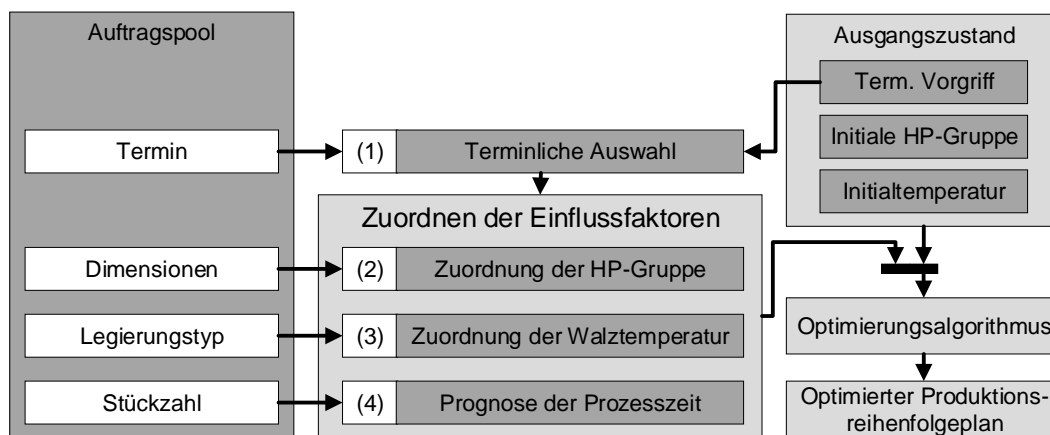 Auftragspool
Termin
Dimensionen
Legierungstyp
Stückzahl
(1) Terminliche Auswahl
Zuordnen der Einflussfaktoren
(2) Zuordnung der HP-Gruppe
(3) Zuordnung der Walztemperatur
(4) Prognose der Prozesszeit
Ausgangszustand
Term. Vorgriff
Initiale HP-Gruppe
Initialtemperatur
Optimierungsalgorithmus
Optimierter Produktions-
reihenfolgeplan